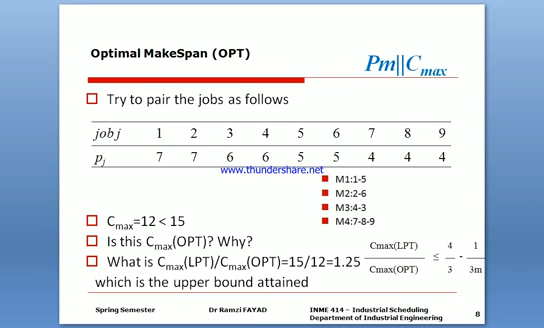 Optimal MakeSpan (OPT)
Pm||Cmax
Try to pair the jobs as follows
job j 1 2 3 4 5 6 7 8 9
pj 7 7 6 6 5 5 4 4 4
www.thundershare.net
M1:1-5
M2:2-6
M3:4-3
M4:7-8-9
Cmax=12 < 15
Is this Cmax(OPT)? Why?
What is Cmax(LPT)/Cmax(OPT)=15/12=1.25
which is the upper bound attained
Cmax(LPT) 4 1
≤ -
Cmax(OPT) 3 3m
Spring Semester Dr Ramzi FAYAD INME 414 – Industrial Scheduling
Department of Industrial Engineering 8